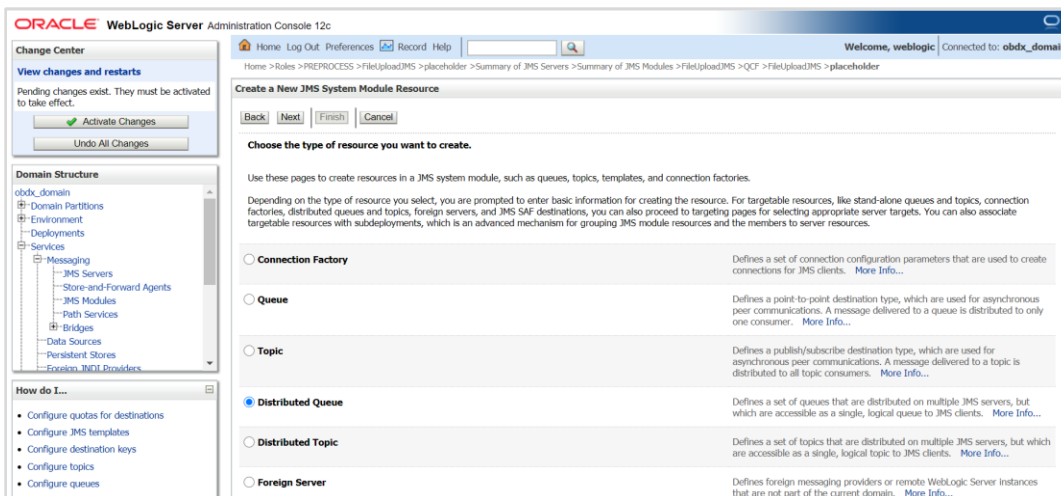 ORACLE WebLogic Server Administration Console 12c
Change Center
View changes and restarts
Pending changes exist. They must be activated
to take effect.
Activate Changes
Undo All Changes
Domain Structure
obdx_domain
Domain Partitions
Environment
Deployments
Services
Messaging
JMS Servers
Store-and-Forward Agents
JMS Modules
Path Services
Bridges
Data Sources
Persistent Stores
Foreign JNDI Providers
How do I...
Configure quotas for destinations
Configure JMS templates
Configure destination keys
Configure topics
Configure queues
Home Log Out Preferences Record Help
Welcome, weblogic Connected to: obdx_domai
Home >Roles >PREPROCESS >FileUploadJMS >placeholder >Summary of JMS Servers >Summary of JMS Modules >FileUploadJMS >QCF >FileUploadJMS >placeholder
Create a New JMS System Module Resource
Back Next Finish Cancel
Choose the type of resource you want to create.
Use these pages to create resources in a JMS system module, such as queues, topics, templates, and connection factories.
Depending on the type of resource you select, you are prompted to enter basic information for creating the resource. For targetable resources, like stand-alone queues and topics, connection
factories, distributed queues and topics, foreign servers, and JMS SAF destinations, you can also proceed to targeting pages for selecting appropriate server targets. You can also associate
targetable resources with subdeployments, which is an advanced mechanism for grouping JMS module resources and the members to server resources.
Connection Factory
Defines a set of connection configuration parameters that are used to create
connections for JMS clients. More Info...
Queue
Defines a point-to-point destination type, which are used for asynchronous
peer communications. A message delivered to a queue is distributed to only
one consumer. More Info...
Topic
Defines a publish/subscribe destination type, which are used for
asynchronous peer communications. A message delivered to a topic is
distributed to all topic consumers. More Info...
Distributed Queue
Defines a set of queues that are distributed on multiple JMS servers, but
which are accessible as a single, logical queue to JMS clients. More Info...
Distributed Topic
Defines a set of topics that are distributed on multiple JMS servers, but which
are accessible as a single, logical topic to JMS clients. More Info...
Foreign Server
Defines foreign messaging providers or remote WebLogic Server instances
that are not part of the current domain. More Info...